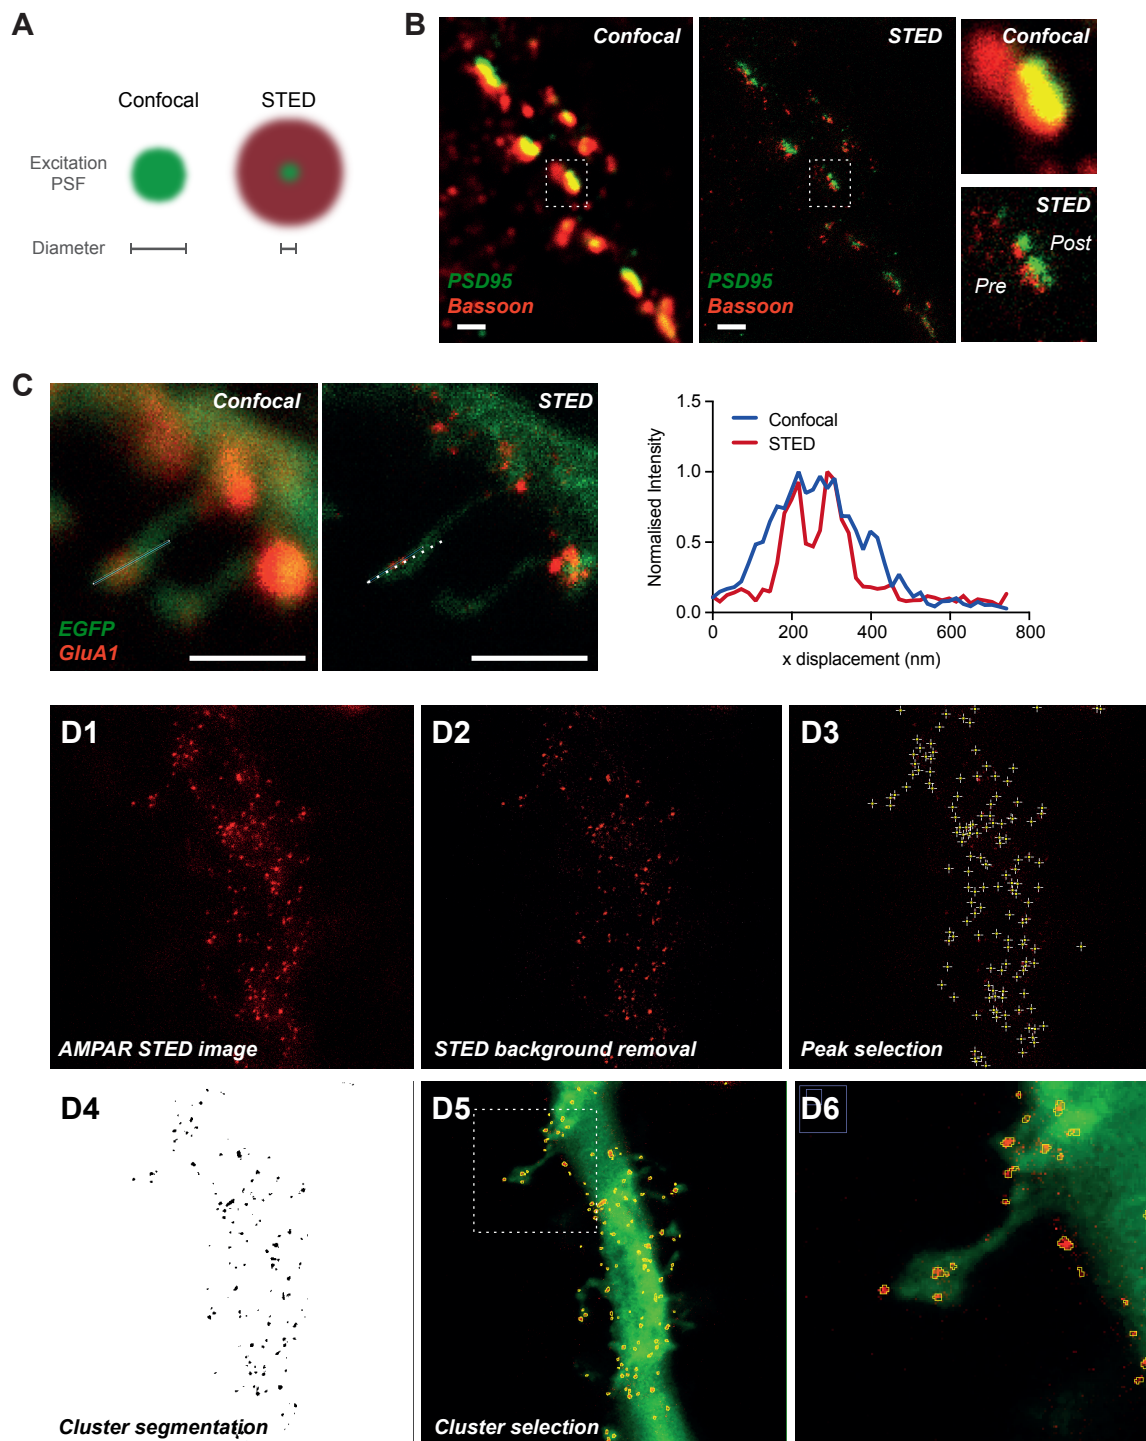 A
Confocal
STED
Excitation
PSF
Diameter
B
Confocal
PSD95
Bassoon
STED
PSD95
Bassoon
Confocal
STED
Post
Pre
C
Confocal
EGFP
GluA1
STED
1.5
1.0
0.5
0.0
Normalised Intensity
Confocal
STED
0
200
400
600
800
x displacement (nm)
D1
AMPAR STED image
D2
STED background removal
D3
Peak selection
D4
Cluster segmentation
D5
Cluster selection
D6